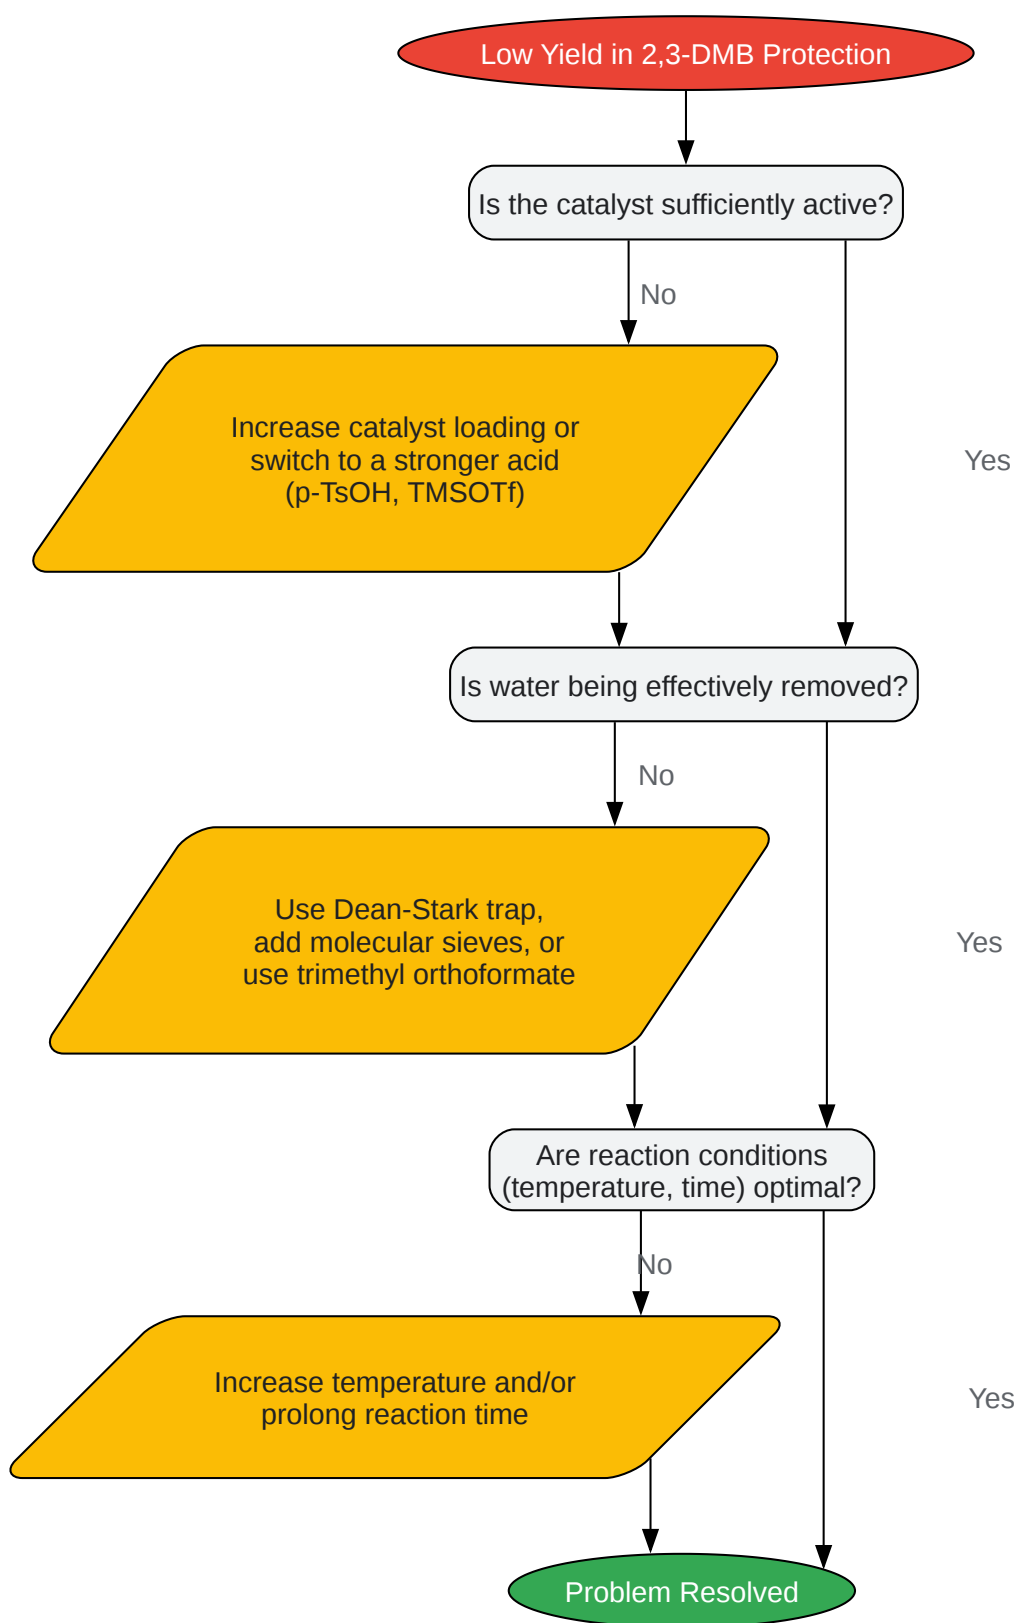 Low Yield in 2,3-DMB Protection
Is the catalyst sufficiently active?
No
Increase catalyst loading or
switch to a stronger acid
(p-TsOH, TMSOTf)
Yes
Is water being effectively removed?
No
Use Dean-Stark trap,
add molecular sieves, or
use trimethyl orthoformate
Yes
Are reaction conditions
(temperature, time) optimal?
No
Increase temperature and/or
prolong reaction time
Yes
Problem Resolved